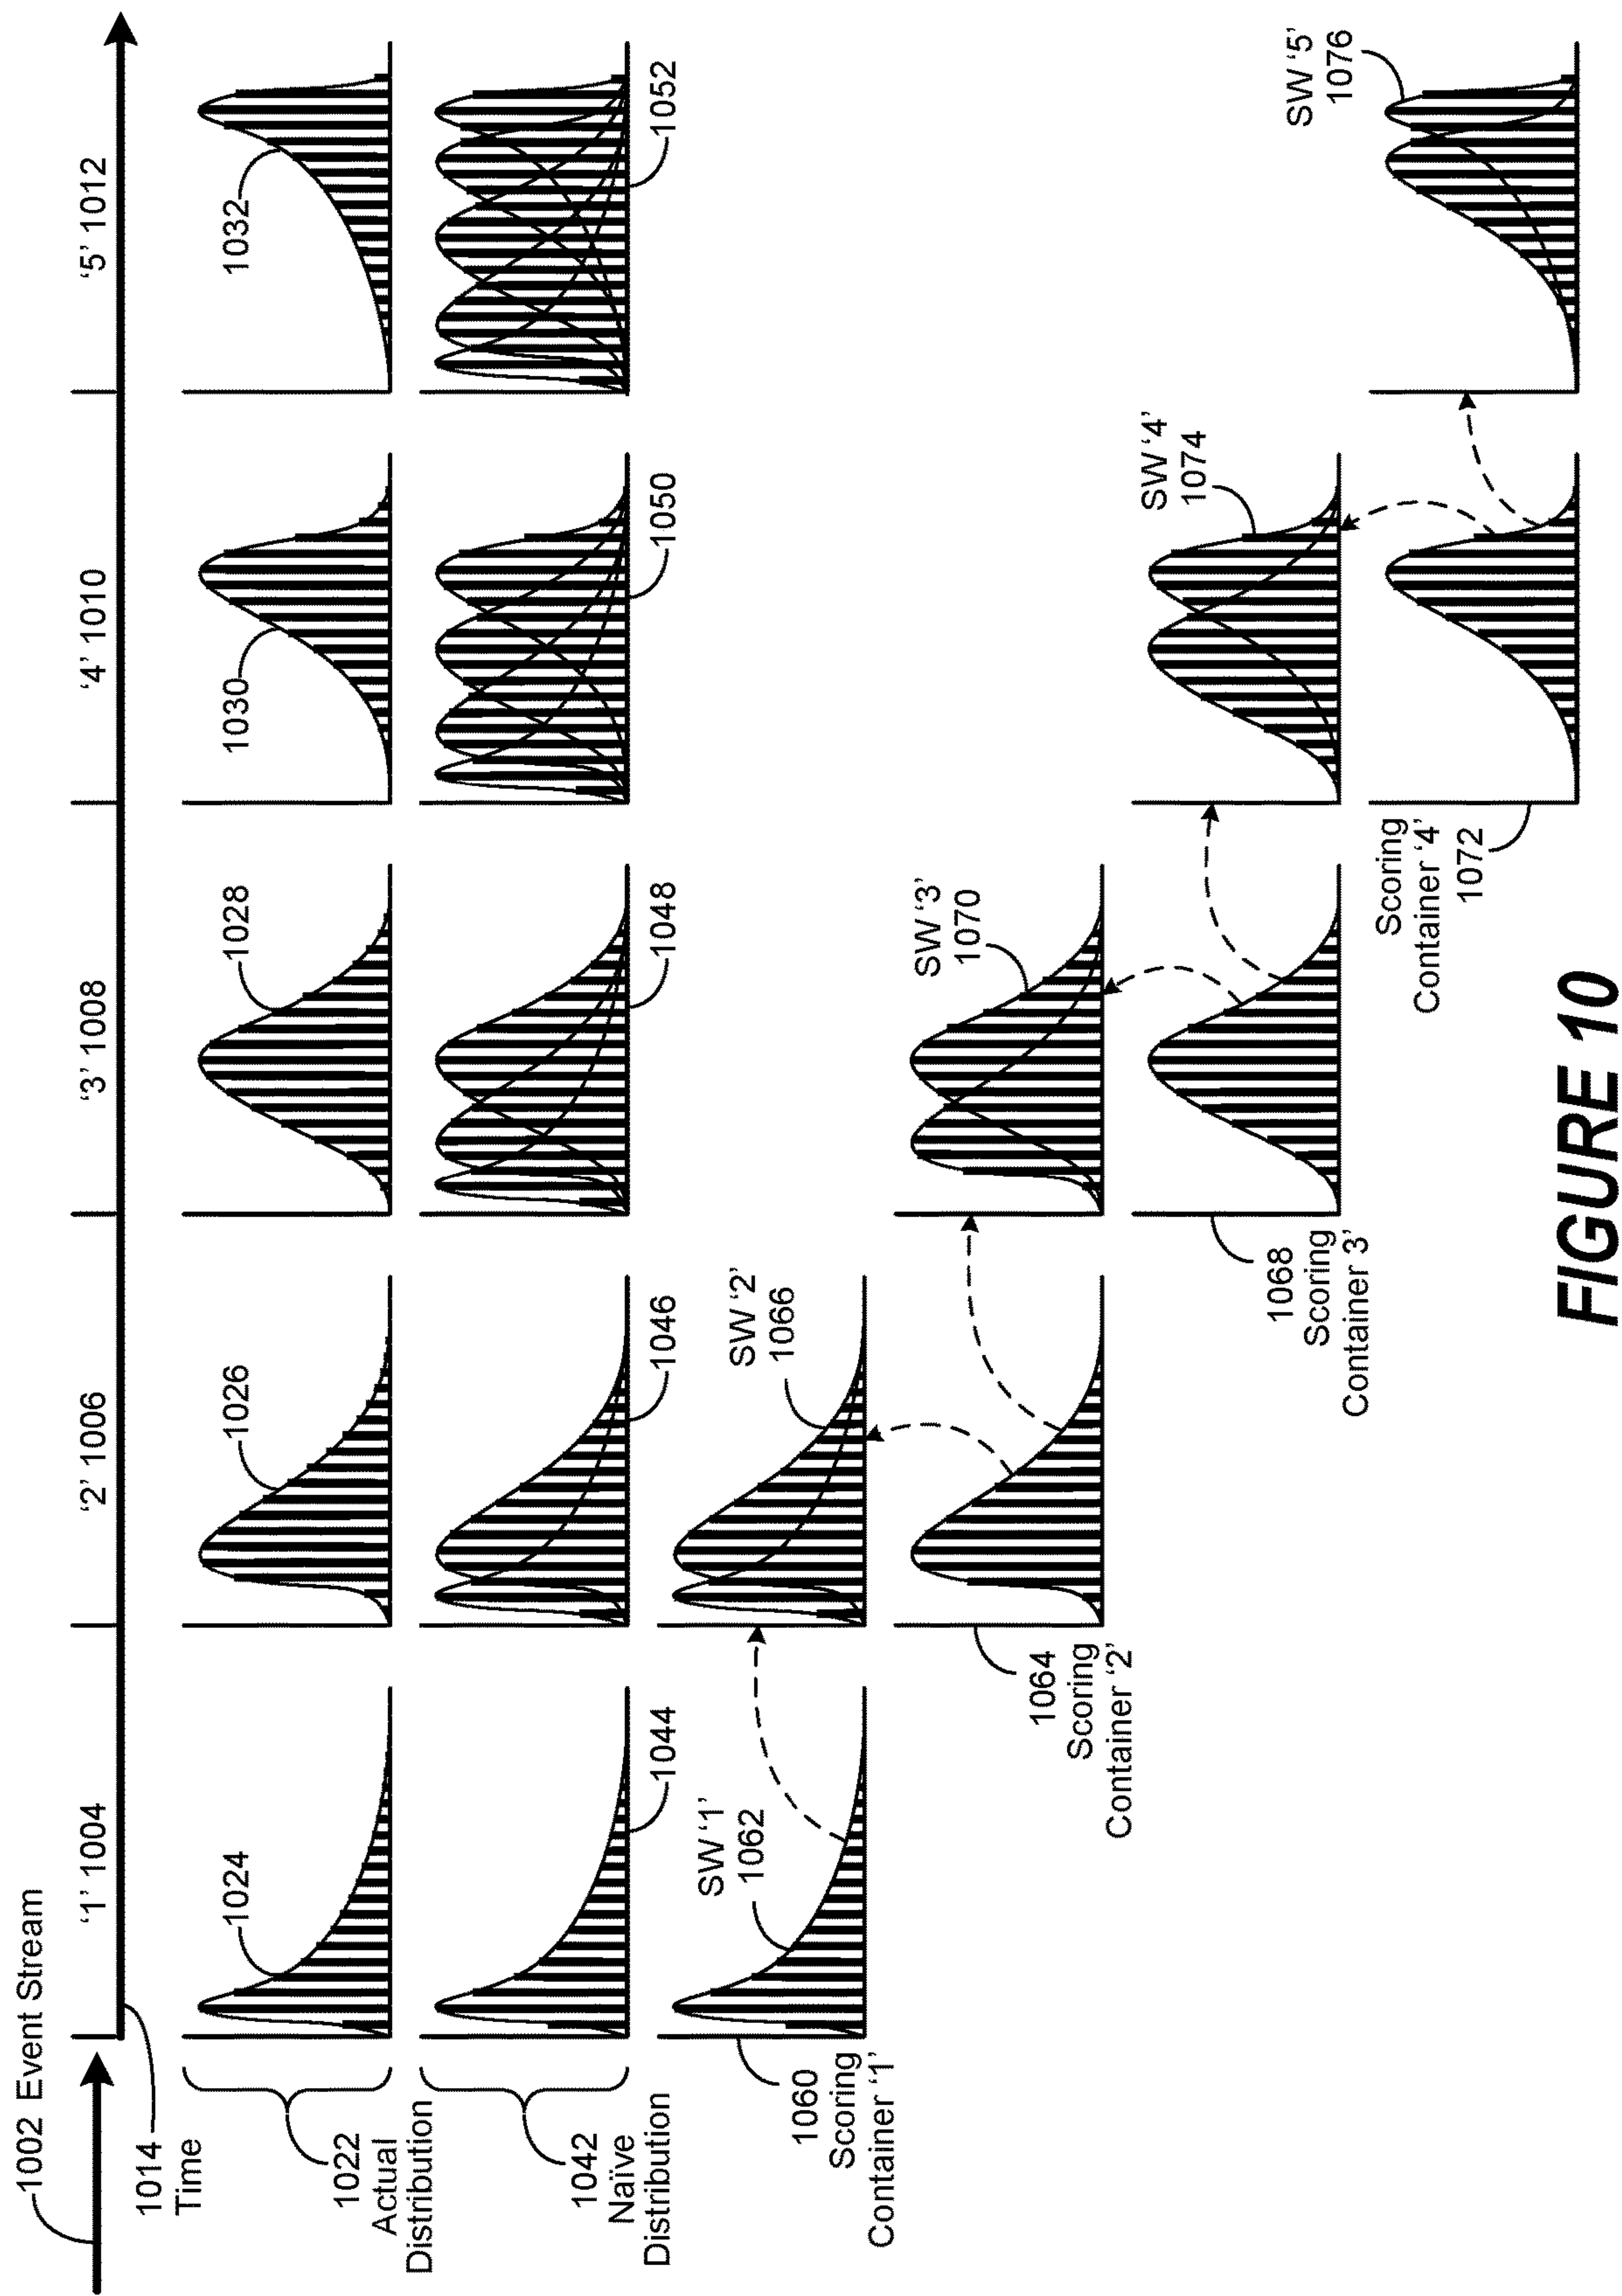 1002 Event Stream
1014
Time
'1' 1004
'2' 1006
'3' 1008
'4' 1010
'5' 1012
1022
Actual
Distribution
1024
1026
1028
1030
1032
1042
Naïve
Distribution
1044
1046
1048
1050
1052
1060
Scoring
Container '1'
SW '1'
1062
SW '2'
1066
1064
Scoring
Container '2'
SW '3'
1070
1068
Scoring
Container 3'
SW '4'
1074
Scoring
Container '4'
1072
SW '5'
1076
FIGURE 10